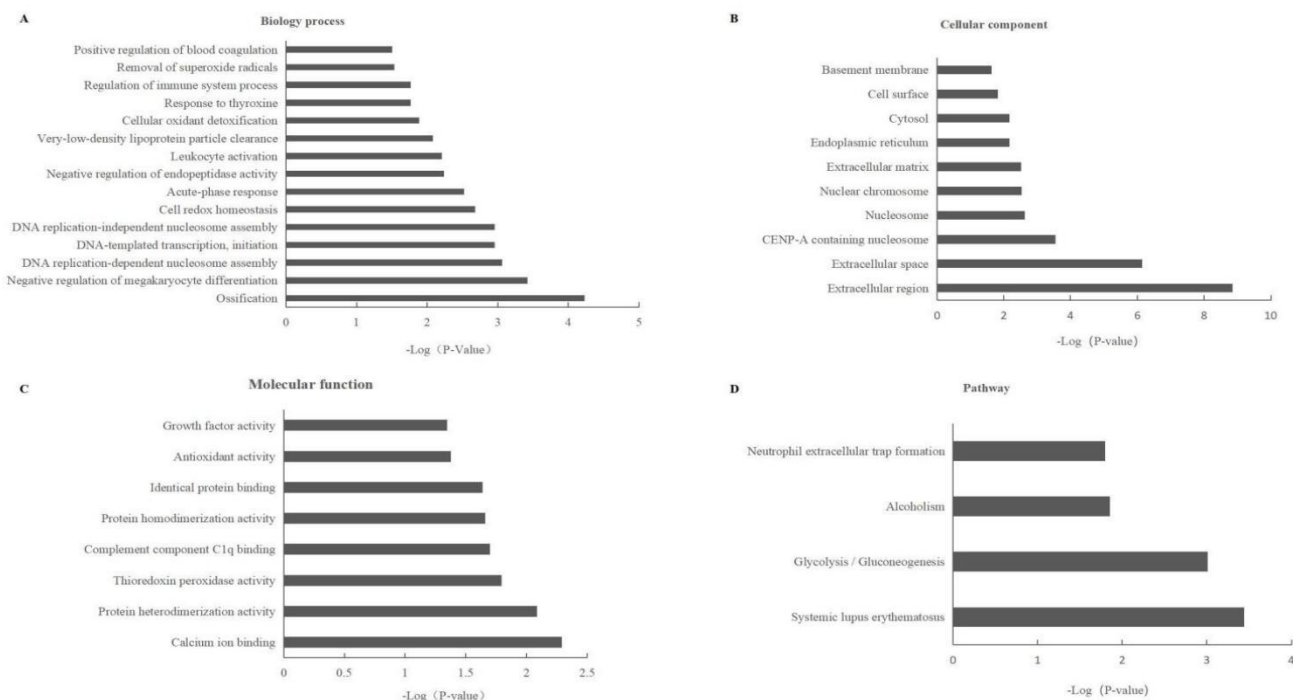 A
Biology process
Positive regulation of blood coagulation
Removal of superoxide radicals
Regulation of immune system process
Response to thyroxine
Cellular oxidant detoxification
Very-low-density lipoprotein particle clearance
Leukocyte activation
Negative regulation of endopeptidase activity
Acute-phase response
Cell redox homeostasis
DNA replication-independent nucleosome assembly
DNA-templated transcription, initiation
DNA replication-dependent nucleosome assembly
Negative regulation of megakaryocyte differentiation
Ossification
0 1 2 3 4 5
-Log（P-Value）
B
Cellular component
Basement membrane
Cell surface
Cytosol
Endoplasmic reticulum
Extracellular matrix
Nuclear chromosome
Nucleosome
CENP-A containing nucleosome
Extracellular space
Extracellular region
0 2 4 6 8 10
-Log（P-value）
C
Molecular function
Growth factor activity
Antioxidant activity
Identical protein binding
Protein homodimerization activity
Complement component C1q binding
Thioredoxin peroxidase activity
Protein heterodimerization activity
Calcium ion binding
0 0.5 1 1.5 2 2.5
-Log（P-value）
D
Pathway
Neutrophil extracellular trap formation
Alcoholism
Glycolysis / Gluconeogenesis
Systemic lupus erythematosus
0 1 2 3 4
-Log（P-value）